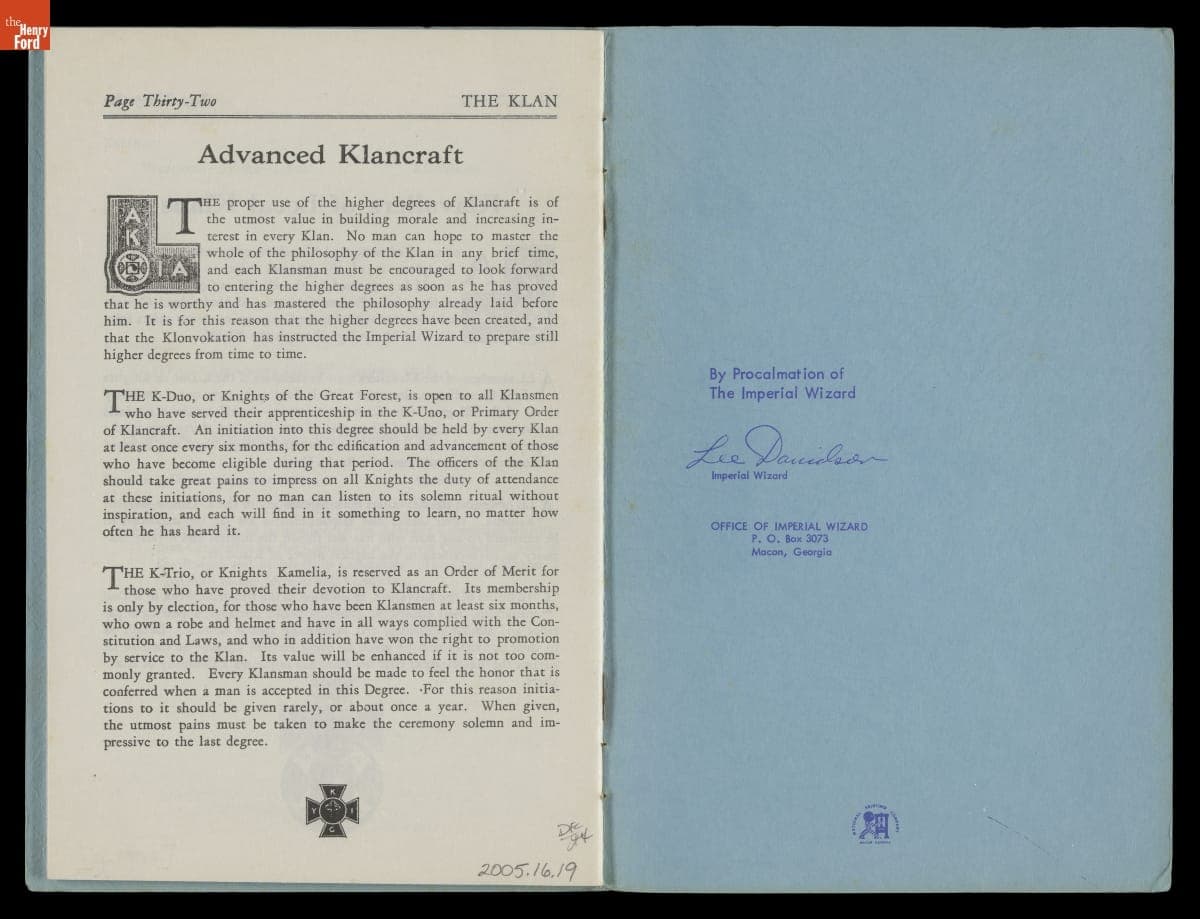 the
Henry
Ford
Page Thirty-Two THE KLAN
Advanced Klancraft
A
K
I A
THE proper use of the higher degrees of Klancraft is of
the utmost value in building morale and increasing in-
terest in every Klan. No man can hope to master the
whole of the philosophy of the Klan in any brief time,
and each Klansman must be encouraged to look forward
to entering the higher degrees as soon as he has proved
that he is worthy and has mastered the philosophy already laid before
him. It is for this reason that the higher degrees have been created, and
that the Klonvokation has instructed the Imperial Wizard to prepare still
higher degrees from time to time.
THE K-Duo, or Knights of the Great Forest, is open to all Klansmen
who have served their apprenticeship in the K-Uno, or Primary Order
of Klancraft. An initiation into this degree should be held by every Klan
at least once every six months, for the edification and advancement of those
who have become eligible during that period. The officers of the Klan
should take great pains to impress on all Knights the duty of attendance
at these initiations, for no man can listen to its solemn ritual without
inspiration, and each will find in it something to learn, no matter how
often he has heard it.
THE K-Trio, or Knights Kamelia, is reserved as an Order of Merit for
those who have proved their devotion to Klancraft. Its membership
is only by election, for those who have been Klansmen at least six months,
who own a robe and helmet and have in all ways complied with the Con-
stitution and Laws, and who in addition have won the right to promotion
by service to the Klan. Its value will be enhanced if it is not too com-
monly granted. Every Klansman should be made to feel the honor that is
conferred when a man is accepted in this Degree. For this reason initia-
tions to it should be given rarely, or about once a year. When given,
the utmost pains must be taken to make the ceremony solemn and im-
pressive to the last degree.
K
Y I
G
2005.16.19
By Procalmation of
The Imperial Wizard
Lee Davidson
Imperial Wizard
OFFICE OF IMPERIAL WIZARD
P. O. Box 3073
Macon, Georgia